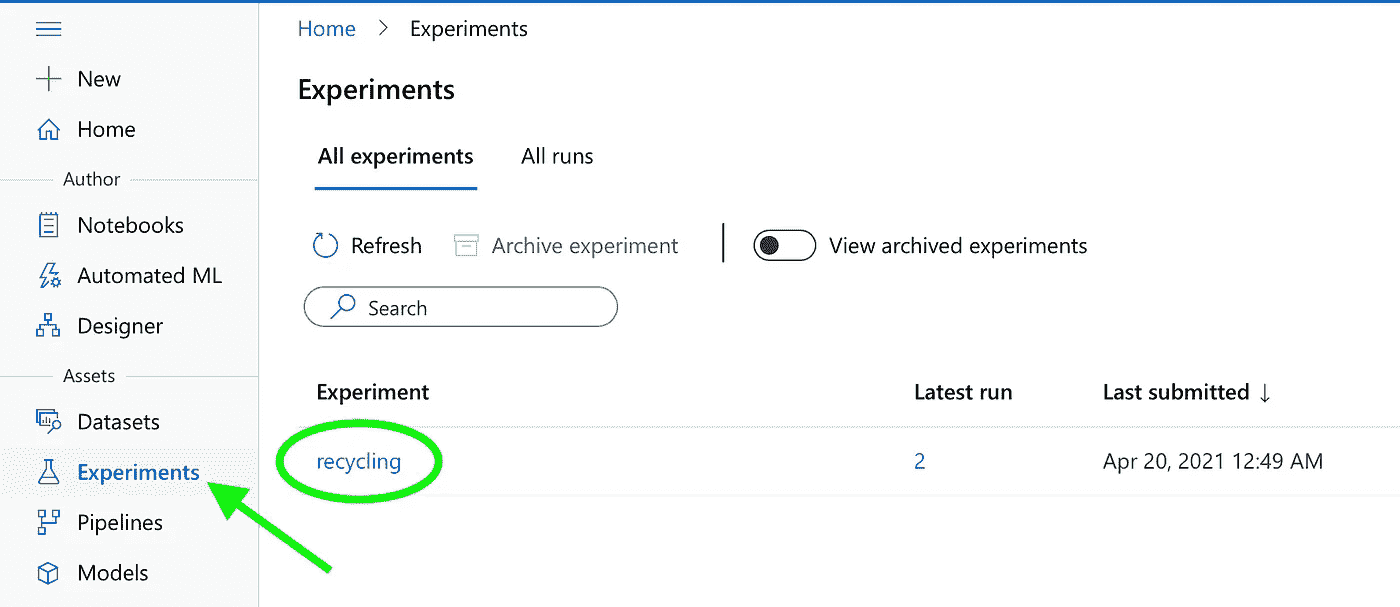 Home > Experiments
New
Home
Author
Notebooks
Automated ML
Designer
Assets
Datasets
Experiments
Pipelines
Models
Experiments
All experiments All runs
Refresh Archive experiment View archived experiments
Search
Experiment Latest run Last submitted ↓
recycling 2 Apr 20, 2021 12:49 AM